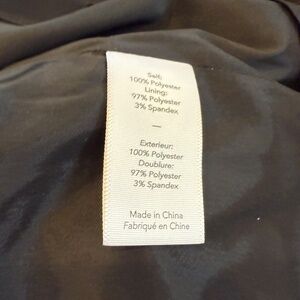 Self:
100% Polyester
Lining:
97% Polyester
3% Spandex
—
Exterieur:
100% Polyester
Doublure:
97% Polyester
3% Spandex
Made in China
Fabriqué en Chine